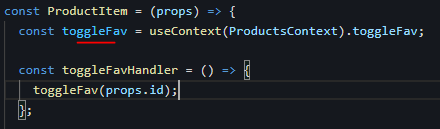 const ProductItem = (props) => {
const toggleFav = useContext(ProductsContext).toggleFav;
const toggleFavHandler = () => {
toggleFav(props.id);
};